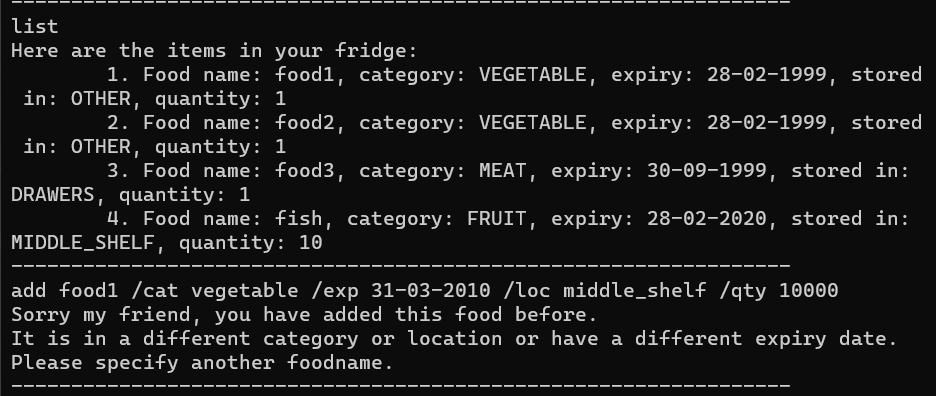 list
Here are the items in your fridge:
1. Food name: food1, category: VEGETABLE, expiry: 28-02-1999, stored
in: OTHER, quantity: 1
2. Food name: food2, category: VEGETABLE, expiry: 28-02-1999, stored
in: OTHER, quantity: 1
3. Food name: food3, category: MEAT, expiry: 30-09-1999, stored in:
DRAWERS, quantity: 1
4. Food name: fish, category: FRUIT, expiry: 28-02-2020, stored in:
MIDDLE_SHELF, quantity: 10
add food1 /cat vegetable /exp 31-03-2010 /loc middle_shelf /qty 10000
Sorry my friend, you have added this food before.
It is in a different category or location or have a different expiry date.
Please specify another foodname.